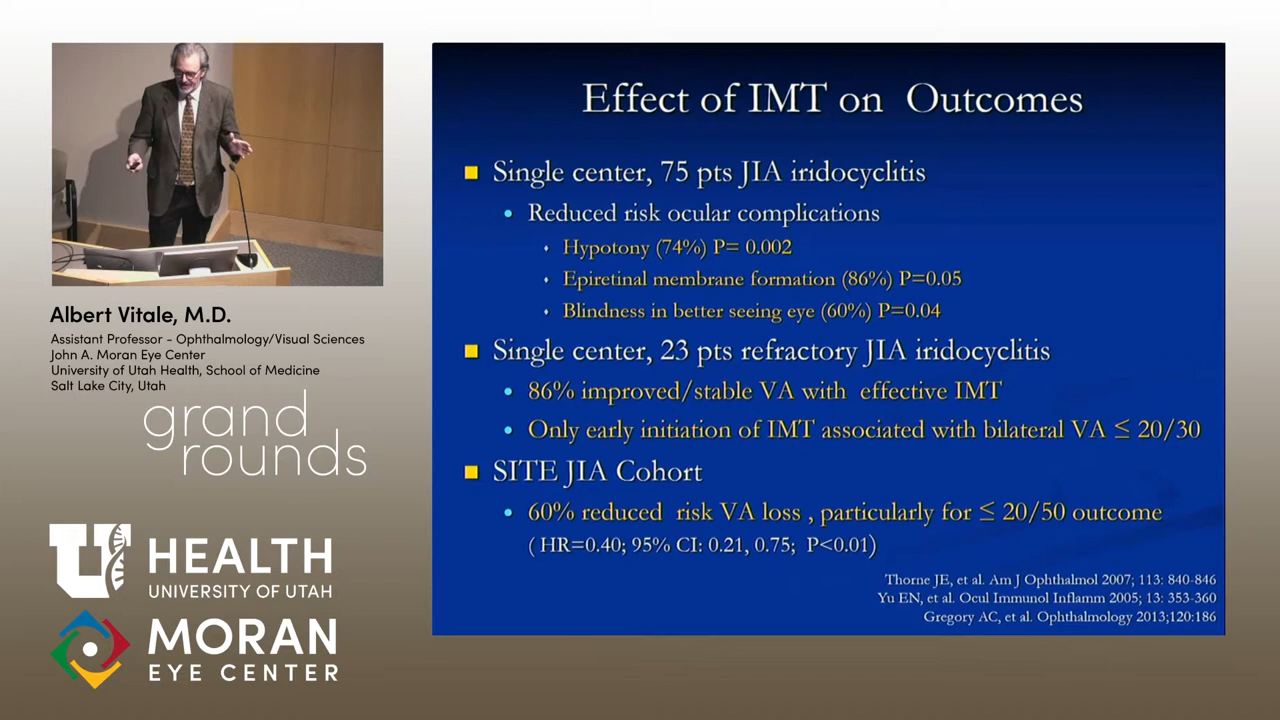 Effect of IMT on Outcomes
Single center, 75 pts JIA iridocyclitis
Reduced risk ocular complications
Hypotony (74%) P= 0.002
Epiretinal membrane formation (86%) P=0.05
Blindness in better seeing eye (60%) P=0.04
Single center, 23 pts refractory JIA iridocyclitis
86% improved/stable VA with effective IMT
Only early initiation of IMT associated with bilateral VA ≤ 20/30
SITE JIA Cohort
60% reduced risk VA loss , particularly for ≤ 20/50 outcome
( HR=0.40; 95% CI: 0.21, 0.75; P<0.01)
Thorne JE, et al. Am J Ophthalmol 2007; 113: 840-846
Yu EN, et al. Ocul Immunol Inflamm 2005; 13: 353-360
Gregory AC, et al. Ophthalmology 2013;120:186
Albert Vitale, M.D.
Assistant Professor - Ophthalmology/Visual Sciences
John A. Moran Eye Center
University of Utah Health, School of Medicine
Salt Lake City, Utah
grand
rounds
U HEALTH
UNIVERSITY OF UTAH
MORAN
EYE CENTER